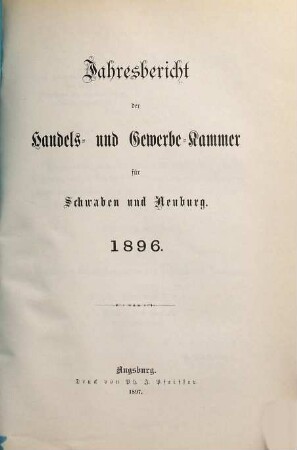 Jahresbericht
der
Handels- und Gewerbe-Kammer
für
Schwaben und Neuburg.
1896.
Augsburg.
Druck von Ph. J. Pfeiffer.
1897.